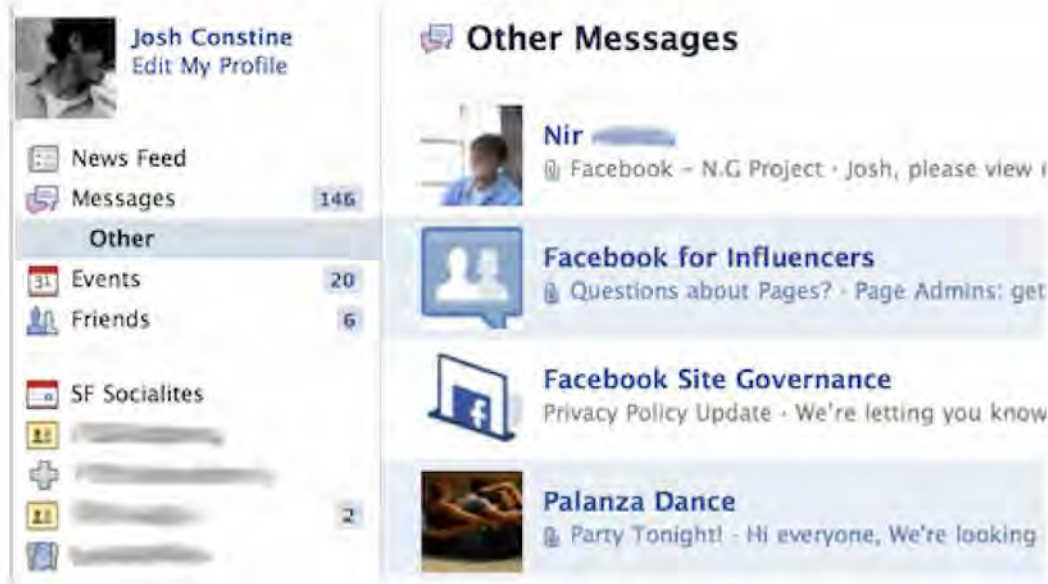 Josh Constine
Edit My Profile
News Feed
Messages 146
Other
Events 20
Friends 6
SF Socialites
2
Other Messages
Nir
Facebook – N.G Project · Josh, please view
Facebook for Influencers
Questions about Pages? · Page Admins: get
Facebook Site Governance
Privacy Policy Update · We're letting you know
Palanza Dance
Party Tonight! · Hi everyone, We're looking